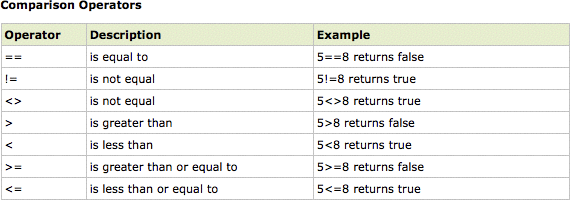 Comparison Operators
Operator Description Example
== is equal to 5==8 returns false
!= is not equal 5!=8 returns true
<> is not equal 5<>8 returns true
> is greater than 5>8 returns false
< is less than 5<8 returns true
>= is greater than or equal to 5>=8 returns false
<= is less than or equal to 5<=8 returns true